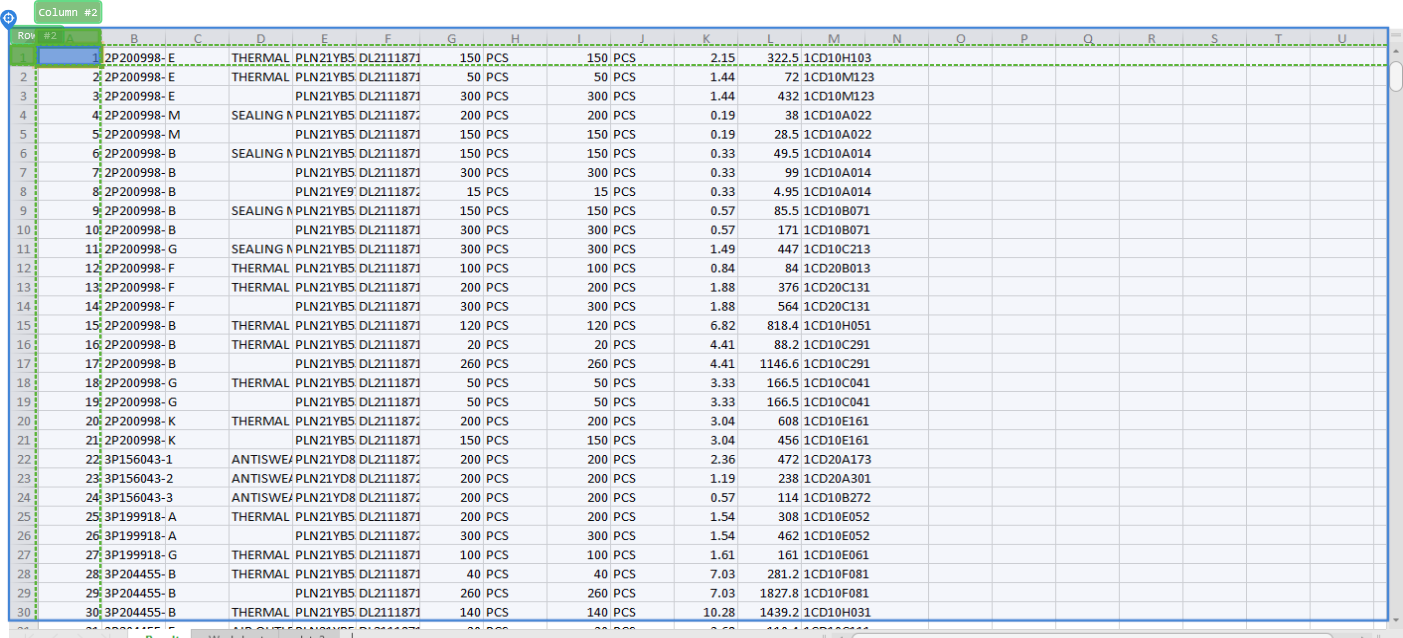 Column #2
Row #2
A B C D E F G H I J K L M N O P Q R S T U
1 1 2P200998- E THERMAL PLN21YB5 DL2111871 150 PCS 150 PCS 2.15 322.5 1CD10H103
2 2 2P200998- E THERMAL PLN21YB5 DL2111871 50 PCS 50 PCS 1.44 72 1CD10M123
3 3 2P200998- E PLN21YB5 DL2111871 300 PCS 300 PCS 1.44 432 1CD10M123
4 4 2P200998- M SEALING M PLN21YB5 DL2111872 200 PCS 200 PCS 0.19 38 1CD10A022
5 5 2P200998- M PLN21YB5 DL2111871 150 PCS 150 PCS 0.19 28.5 1CD10A022
6 6 2P200998- B SEALING M PLN21YB5 DL2111871 150 PCS 150 PCS 0.33 49.5 1CD10A014
7 7 2P200998- B PLN21YB5 DL2111871 300 PCS 300 PCS 0.33 99 1CD10A014
8 8 2P200998- B PLN21YE9 DL2111872 15 PCS 15 PCS 0.33 4.95 1CD10A014
9 9 2P200998- B SEALING M PLN21YB5 DL2111871 150 PCS 150 PCS 0.57 85.5 1CD10B071
10 10 2P200998- B PLN21YB5 DL2111871 300 PCS 300 PCS 0.57 171 1CD10B071
11 11 2P200998- G SEALING M PLN21YB5 DL2111871 300 PCS 300 PCS 1.49 447 1CD10C213
12 12 2P200998- F THERMAL PLN21YB5 DL2111871 100 PCS 100 PCS 0.84 84 1CD20B013
13 13 2P200998- F THERMAL PLN21YB5 DL2111871 200 PCS 200 PCS 1.88 376 1CD20C131
14 14 2P200998- F PLN21YB5 DL2111871 300 PCS 300 PCS 1.88 564 1CD20C131
15 15 2P200998- B THERMAL PLN21YB5 DL2111871 120 PCS 120 PCS 6.82 818.4 1CD10H051
16 16 2P200998- B THERMAL PLN21YB5 DL2111871 20 PCS 20 PCS 4.41 88.2 1CD10C291
17 17 2P200998- B PLN21YB5 DL2111871 260 PCS 260 PCS 4.41 1146.6 1CD10C291
18 18 2P200998- G THERMAL PLN21YB5 DL2111871 50 PCS 50 PCS 3.33 166.5 1CD10C041
19 19 2P200998- G PLN21YB5 DL2111871 50 PCS 50 PCS 3.33 166.5 1CD10C041
20 20 2P200998- K THERMAL PLN21YB5 DL2111872 200 PCS 200 PCS 3.04 608 1CD10E161
21 21 2P200998- K PLN21YB5 DL2111871 150 PCS 150 PCS 3.04 456 1CD10E161
22 22 3P156043-1 ANTISWEA PLN21YD8 DL2111872 200 PCS 200 PCS 2.36 472 1CD20A173
23 23 3P156043-2 ANTISWEA PLN21YD8 DL2111872 200 PCS 200 PCS 1.19 238 1CD20A301
24 24 3P156043-3 ANTISWEA PLN21YD8 DL2111872 200 PCS 200 PCS 0.57 114 1CD10B272
25 25 3P199918- A THERMAL PLN21YB5 DL2111871 200 PCS 200 PCS 1.54 308 1CD10E052
26 26 3P199918- A PLN21YB5 DL2111872 300 PCS 300 PCS 1.54 462 1CD10E052
27 27 3P199918- G THERMAL PLN21YB5 DL2111871 100 PCS 100 PCS 1.61 161 1CD10E061
28 28 3P204455- B THERMAL PLN21YB5 DL2111871 40 PCS 40 PCS 7.03 281.2 1CD10F081
29 29 3P204455- B PLN21YB5 DL2111871 260 PCS 260 PCS 7.03 1827.8 1CD10F081
30 30 3P204455- B THERMAL PLN21YB5 DL2111871 140 PCS 140 PCS 10.28 1439.2 1CD10H031